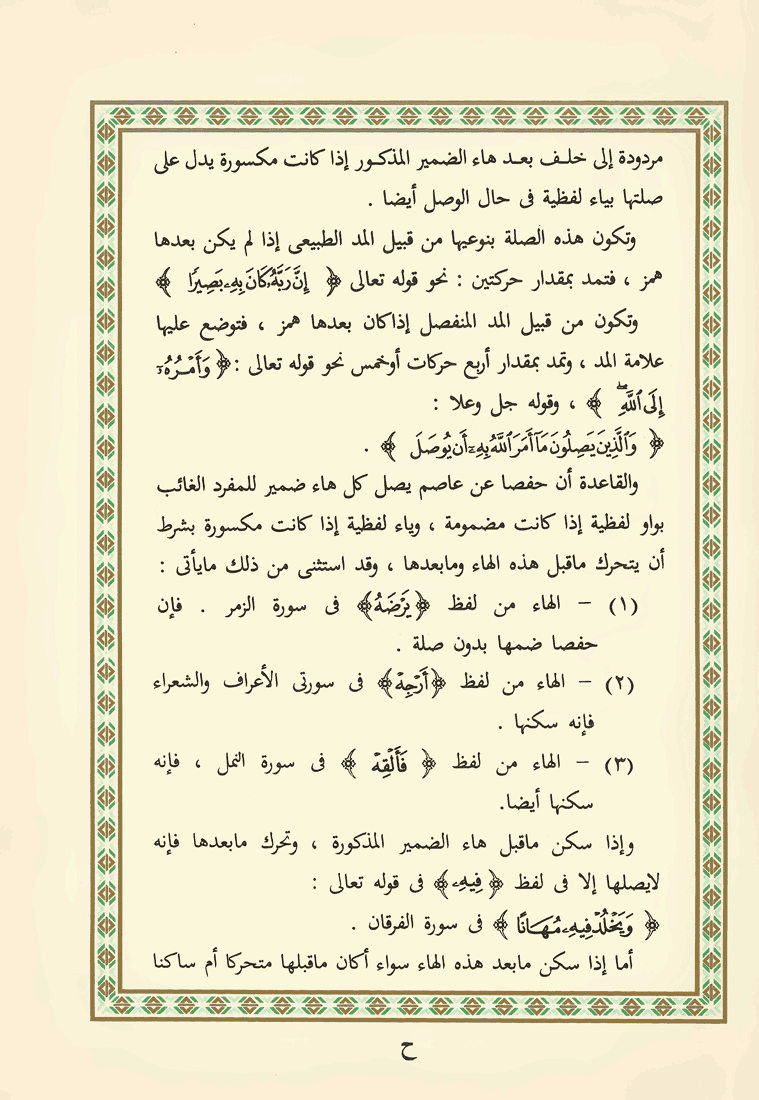 مردودة إلى خلـف بعـد هاء الضمير المذكـور إذا كانت مكسورة يدل على
صلتها بياء لفظية فى حال الوصل أيضا .
وتكون هذه الصلة بنوعيها من قبيل المد الطبيعى إذا لم يكن بعدها
همز ، فتمد بمقدار حركتين : نحو قوله تعالى ﴿ إِنَّ رَبَّهُۥ كَانَ بِهِۦ بَصِيرًا ﴾
وتكون من قبيل المد المنفصل إذاكان بعدها همز ، فتوضع عليها
علامة المد ، وتمد بمقدار أربع حركات أوخمس نحو قوله تعالى : ﴿ وَأَمْرُهُۥٓ
إِلَى ٱللَّهِۖ ﴾ ، وقوله جل وعلا :
﴿ وَٱلَّذِينَ يَصِلُونَ مَآ أَمَرَ ٱللَّهُ بِهِۦٓ أَن يُوصَلَ ﴾ .
والقاعدة أن حفصا عن عاصم يصل كل هاء ضمير للمفرد الغائب
بواو لفظية إذا كانت مضمومة ، وياء لفظية إذا كانت مكسورة بشرط
أن يتحرك ماقبل هذه الهاء ومابعدها ، وقد استثنى من ذلك مايأتى :
(١) – الهاء من لفظ ﴿يَرْضَهُ﴾ فى سورة الزمر . فإن
حفصا ضمها بدون صلة .
(٢) – الهاء من لفظ ﴿أَرْجِهْ﴾ فى سورتى الأعراف والشعراء
فإنه سكنها .
(٣) – الهاء من لفظ ﴿ فَأَلْقِهْ ﴾ فى سورة النمل ، فإنه
سكنها أيضا.
وإذا سكن ماقبل هاء الضمير المذكورة ، وتحرك مابعدها فإنه
لايصلها إلا فى لفظ ﴿فِيهِۦ﴾ فى قوله تعالى :
﴿ وَيَخْلُدْ فِيهِۦ مُهَانًا ﴾ فى سورة الفرقان .
أما إذا سكن مابعد هذه الهاء سواء أكان ماقبلها متحركا أم ساكنا
ح